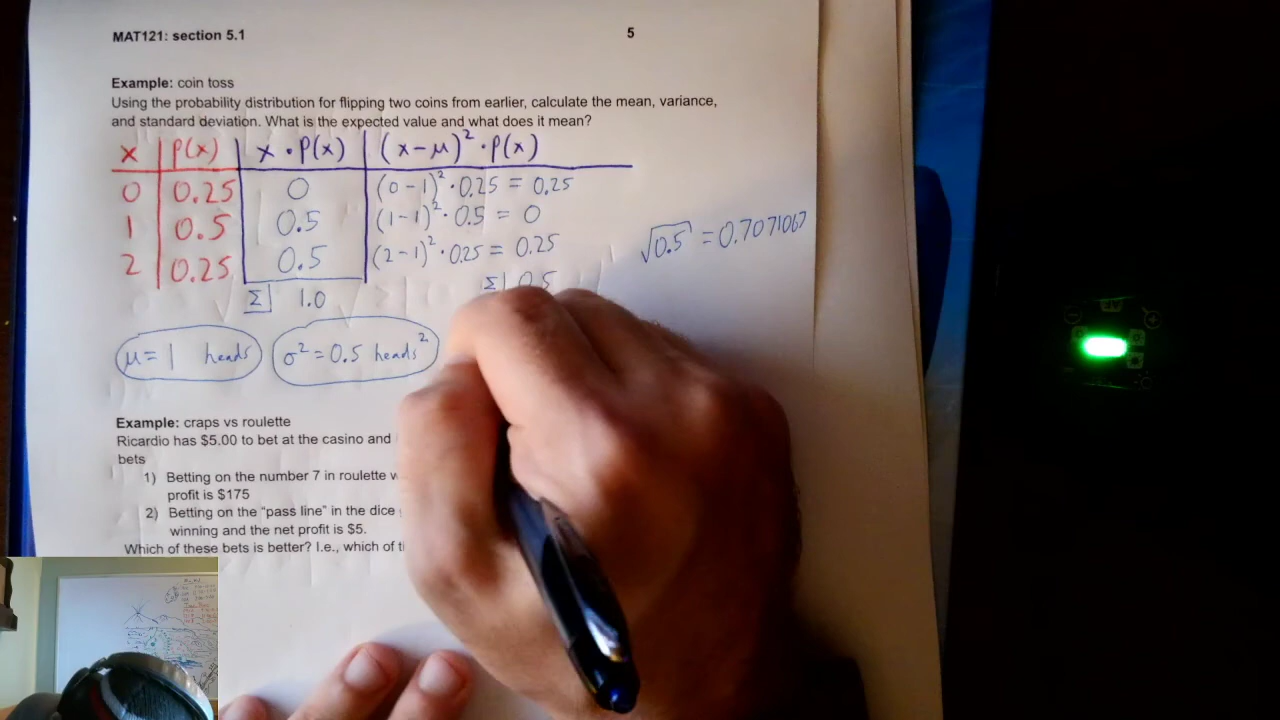 MAT121: section 5.1 5
Example: coin toss
Using the probability distribution for flipping two coins from earlier, calculate the mean, variance,
and standard deviation. What is the expected value and what does it mean?
x P(x) x • P(x) (x-μ)² • P(x)
0 0.25 0 (0-1)² • 0.25 = 0.25
1 0.5 0.5 (1-1)² • 0.5 = 0
2 0.25 0.5 (2-1)² • 0.25 = 0.25
√0.5 = 0.7071067
Σ 1.0 Σ 0.5
μ = 1 heads σ² = 0.5 heads²
Example: craps vs roulette
Ricardio has $5.00 to bet at the casino and
bets
1) Betting on the number 7 in roulette
profit is $175
2) Betting on the “pass line” in the dice
winning and the net profit is $5.
Which of these bets is better? I.e., which of